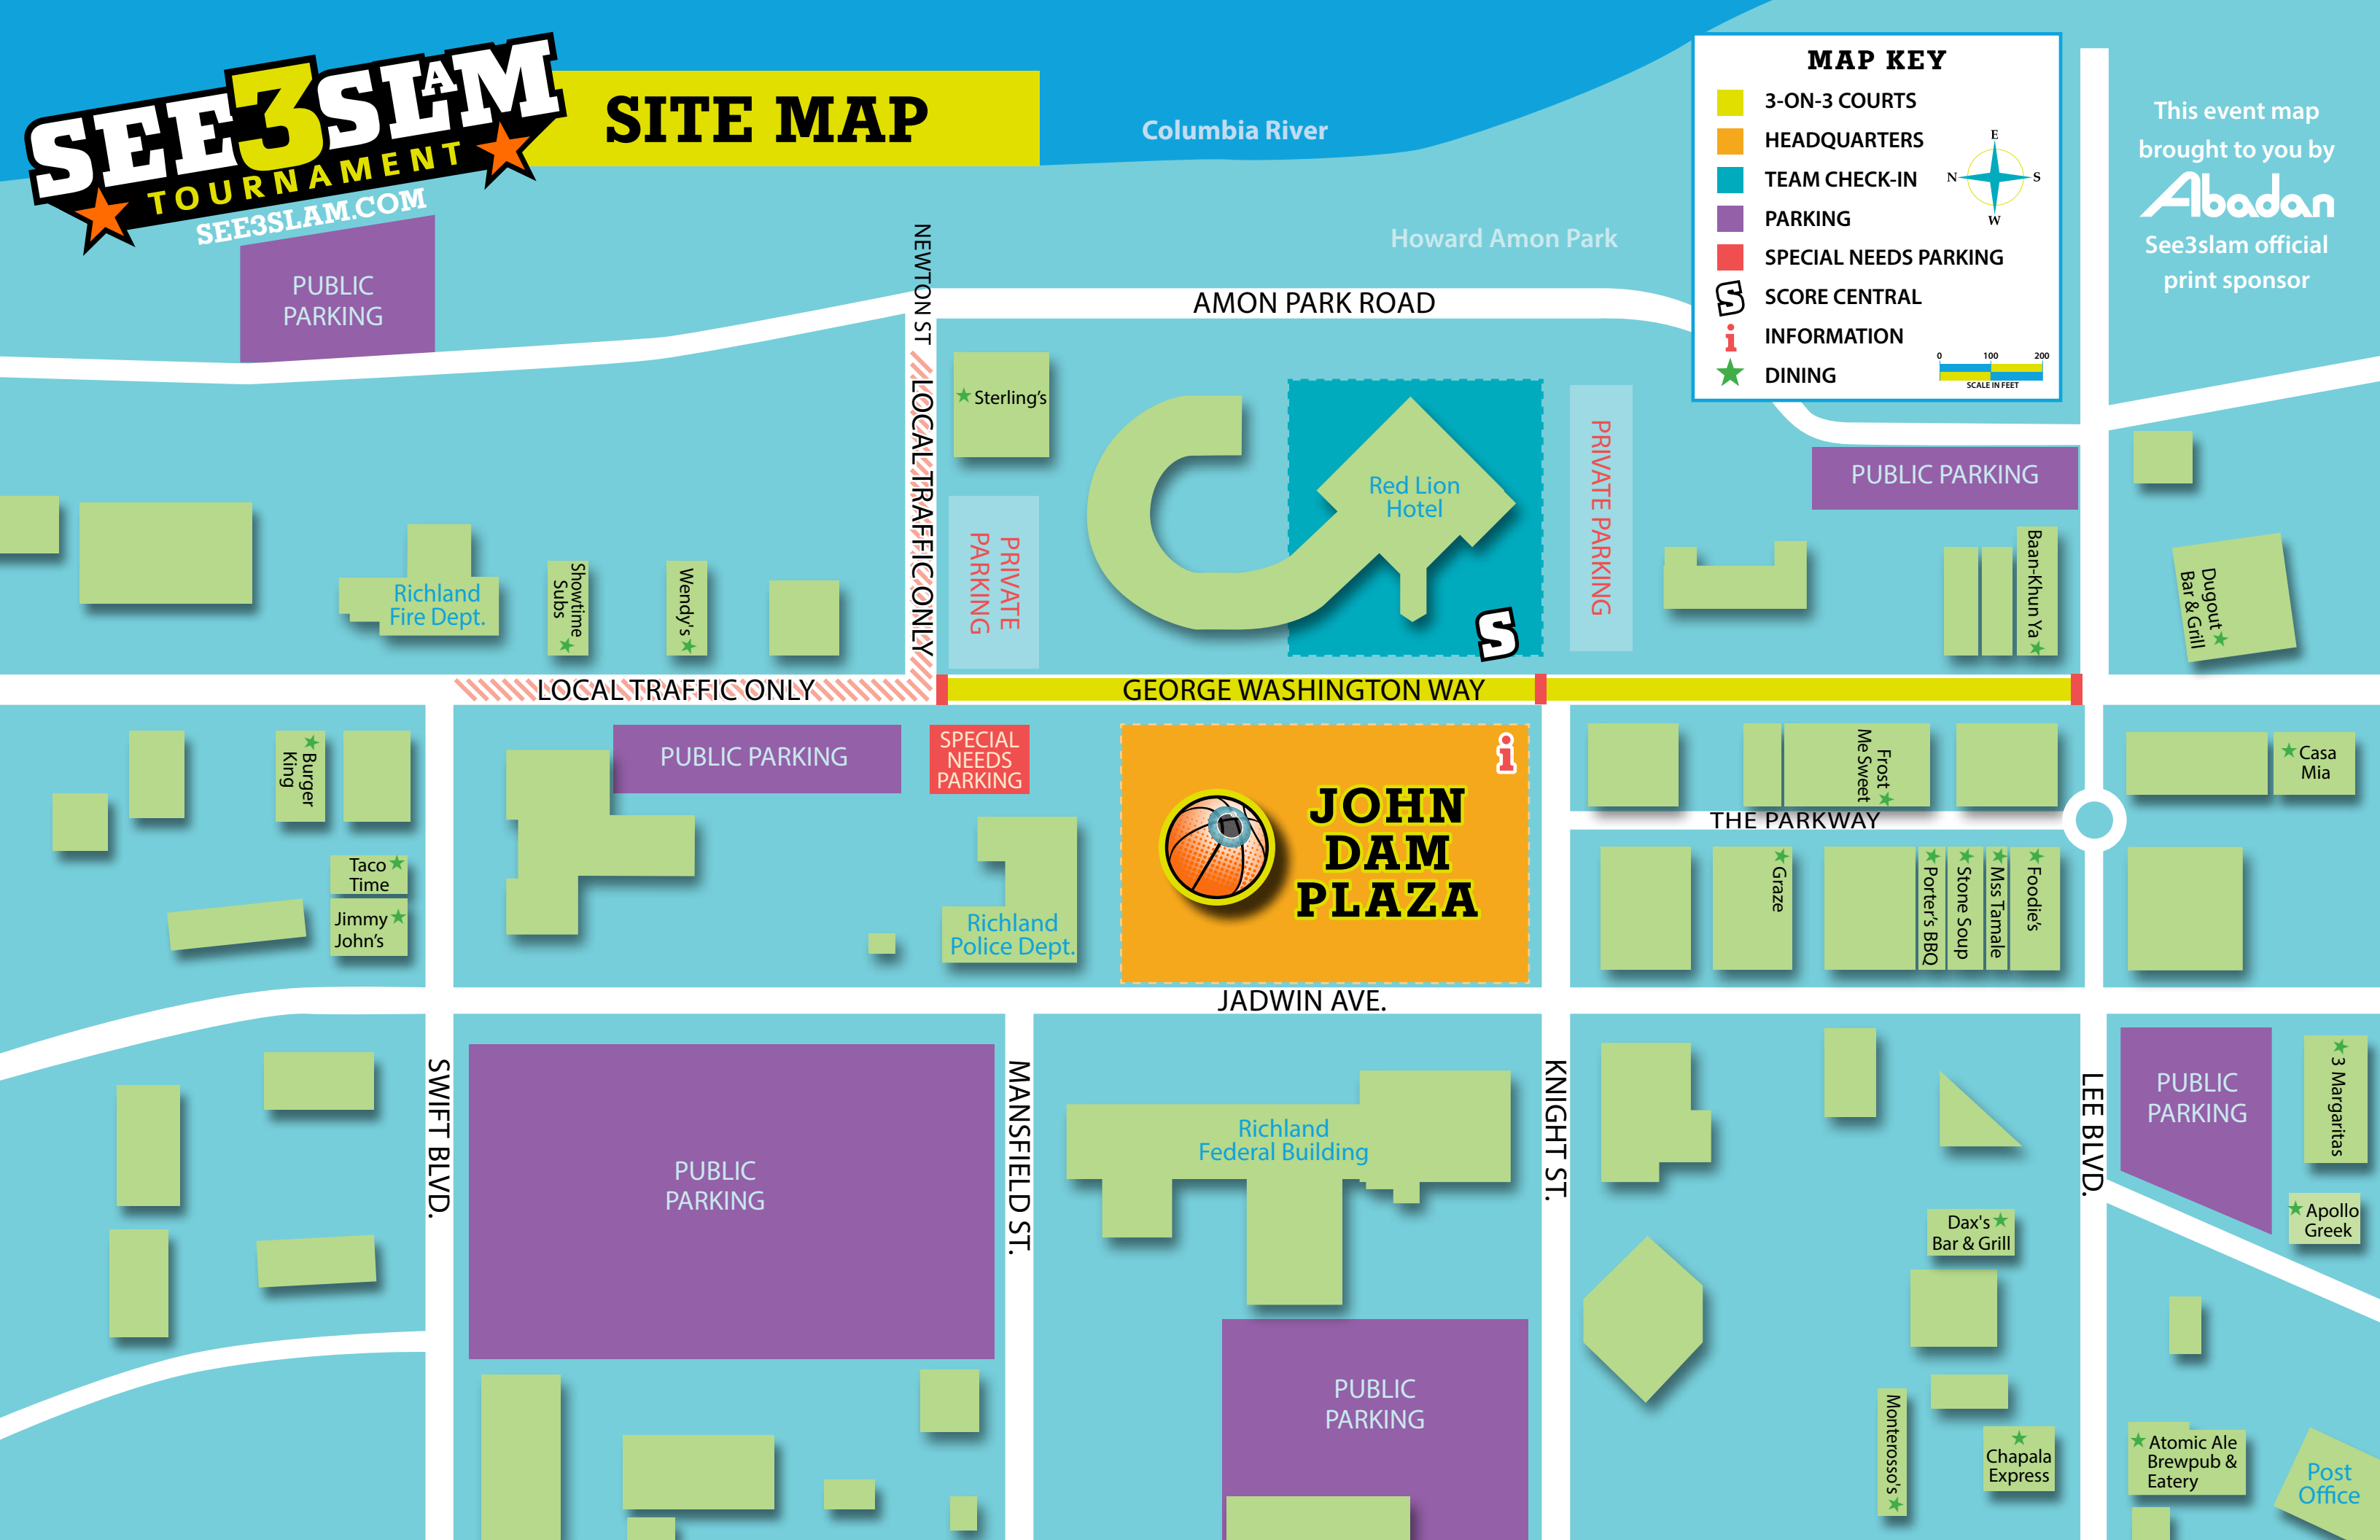 SEE3SLAM
TOURNAMENT
SEE3SLAM.COM
SITE MAP
Columbia River
Howard Amon Park
MAP KEY
3-ON-3 COURTS
HEADQUARTERS
TEAM CHECK-IN
PARKING
SPECIAL NEEDS PARKING
S
SCORE CENTRAL
i
INFORMATION
DINING
E
N
S
W
0 100 200
SCALE IN FEET
This event map
brought to you by
Abadan
See3slam official
print sponsor
PUBLIC
PARKING
NEWTON ST
LOCAL TRAFFIC ONLY
AMON PARK ROAD
Sterling's
Red Lion
Hotel
PRIVATE
PARKING
PRIVATE PARKING
S
PUBLIC PARKING
Richland
Fire Dept.
Showtime
Subs
Wendy's
Baan-Khun Ya
Dugout
Bar & Grill
LOCAL TRAFFIC ONLY
GEORGE WASHINGTON WAY
Burger
King
Taco
Time
Jimmy
John's
PUBLIC PARKING
SPECIAL
NEEDS
PARKING
Richland
Police Dept.
i
JOHN
DAM
PLAZA
Frost
Me Sweet
THE PARKWAY
Casa
Mia
Graze
Porter's BBQ
Stone Soup
Mss Tamale
Foodie's
JADWIN AVE.
SWIFT BLVD.
PUBLIC
PARKING
MANSFIELD ST.
Richland
Federal Building
KNIGHT ST.
LEE BLVD.
PUBLIC
PARKING
3 Margaritas
Apollo
Greek
Dax's
Bar & Grill
PUBLIC
PARKING
Monterosso's
Chapala
Express
Atomic Ale
Brewpub &
Eatery
Post
Office